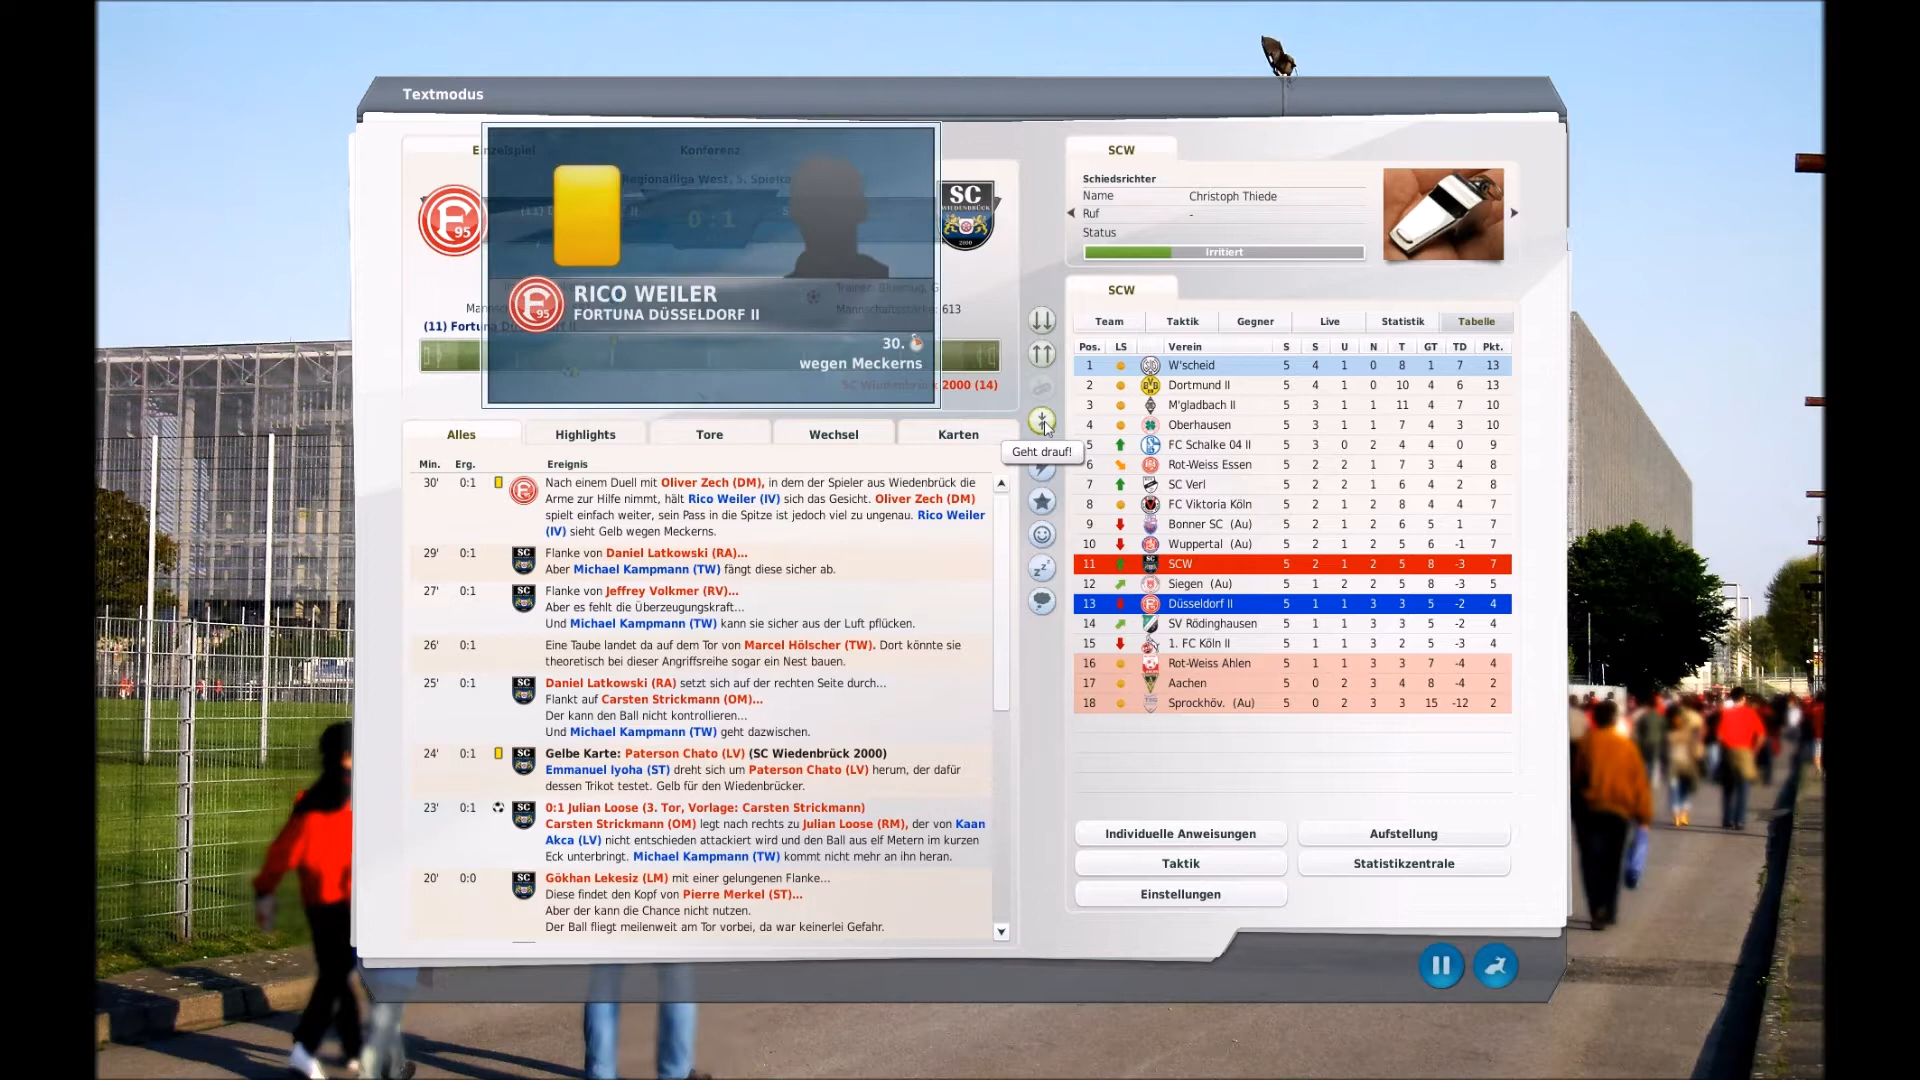 Textmodus
Einzelspiel
Konferenz
Regionalliga West, 5. Spielta
0:1
SC
WIEDENBRÜCK
2000
95
RICO WEILER
FORTUNA DÜSSELDORF II
95
30.
wegen Meckerns
Trainer: Bluemug, G
Mannschaftsstärke: 613
(11) Fortuna Düsseldorf II
SC Wiedenbrück 2000 (14)
Alles
Highlights
Tore
Wechsel
Karten
Min. Erg. Ereignis
30' 0:1 Nach einem Duell mit Oliver Zech (DM), in dem der Spieler aus Wiedenbrück die
Arme zur Hilfe nimmt, hält Rico Weiler (IV) sich das Gesicht. Oliver Zech (DM)
spielt einfach weiter, sein Pass in die Spitze ist jedoch viel zu ungenau. Rico Weiler
(IV) sieht Gelb wegen Meckerns.
29' 0:1 Flanke von Daniel Latkowski (RA)...
Aber Michael Kampmann (TW) fängt diese sicher ab.
27' 0:1 Flanke von Jeffrey Volkmer (RV)...
Aber es fehlt die Überzeugungskraft...
Und Michael Kampmann (TW) kann sie sicher aus der Luft pflücken.
26' 0:1 Eine Taube landet da auf dem Tor von Marcel Hölscher (TW). Dort könnte sie
theoretisch bei dieser Angriffsreihe sogar ein Nest bauen.
25' 0:1 Daniel Latkowski (RA) setzt sich auf der rechten Seite durch...
Flankt auf Carsten Strickmann (OM)...
Der kann den Ball nicht kontrollieren...
Und Michael Kampmann (TW) geht dazwischen.
24' 0:1 Gelbe Karte: Paterson Chato (LV) (SC Wiedenbrück 2000)
Emmanuel Iyoha (ST) dreht sich um Paterson Chato (LV) herum, der dafür
dessen Trikot testet. Gelb für den Wiedenbrücker.
23' 0:1 0:1 Julian Loose (3. Tor, Vorlage: Carsten Strickmann)
Carsten Strickmann (OM) legt nach rechts zu Julian Loose (RM), der von Kaan
Akca (LV) nicht entschieden attackiert wird und den Ball aus elf Metern im kurzen
Eck unterbringt. Michael Kampmann (TW) kommt nicht mehr an ihn heran.
20' 0:0 Gökhan Lekesiz (LM) mit einer gelungenen Flanke...
Diese findet den Kopf von Pierre Merkel (ST)...
Aber der kann die Chance nicht nutzen.
Der Ball fliegt meilenweit am Tor vorbei, da war keinerlei Gefahr.
Geht drauf!
SCW
Schiedsrichter
Name Christoph Thiede
Ruf -
Status
Irritiert
SCW
Team
Taktik
Gegner
Live
Statistik
Tabelle
Pos. LS Verein S S U N T GT TD Pkt.
1 W'scheid 5 4 1 0 8 1 7 13
2 Dortmund II 5 4 1 0 10 4 6 13
3 M'gladbach II 5 3 1 1 11 4 7 10
4 Oberhausen 5 3 1 1 7 4 3 10
5 FC Schalke 04 II 5 3 0 2 4 4 0 9
6 Rot-Weiss Essen 5 2 2 1 7 3 4 8
7 SC Verl 5 2 2 1 6 4 2 8
8 FC Viktoria Köln 5 2 1 2 8 4 4 7
9 Bonner SC (Au) 5 2 1 2 6 5 1 7
10 Wuppertal (Au) 5 2 1 2 5 6 -1 7
11 SCW 5 2 1 2 5 8 -3 7
12 Siegen (Au) 5 1 2 2 5 8 -3 5
13 Düsseldorf II 5 1 1 3 3 5 -2 4
14 SV Rödinghausen 5 1 1 3 3 5 -2 4
15 1. FC Köln II 5 1 1 3 2 5 -3 4
16 Rot-Weiss Ahlen 5 1 1 3 3 7 -4 4
17 Aachen 5 0 2 3 4 8 -4 2
18 Sprockhöv. (Au) 5 0 2 3 3 15 -12 2
Individuelle Anweisungen
Aufstellung
Taktik
Statistikzentrale
Einstellungen